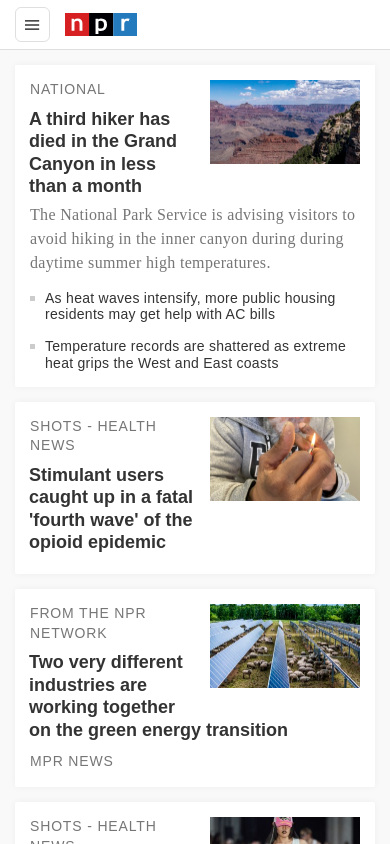 npr
NATIONAL
A third hiker has
died in the Grand
Canyon in less
than a month
The National Park Service is advising visitors to
avoid hiking in the inner canyon during during
daytime summer high temperatures.
As heat waves intensify, more public housing
residents may get help with AC bills
Temperature records are shattered as extreme
heat grips the West and East coasts
SHOTS - HEALTH
NEWS
Stimulant users
caught up in a fatal
'fourth wave' of the
opioid epidemic
FROM THE NPR
NETWORK
Two very different
industries are
working together
on the green energy transition
MPR NEWS
SHOTS - HEALTH
NEWS